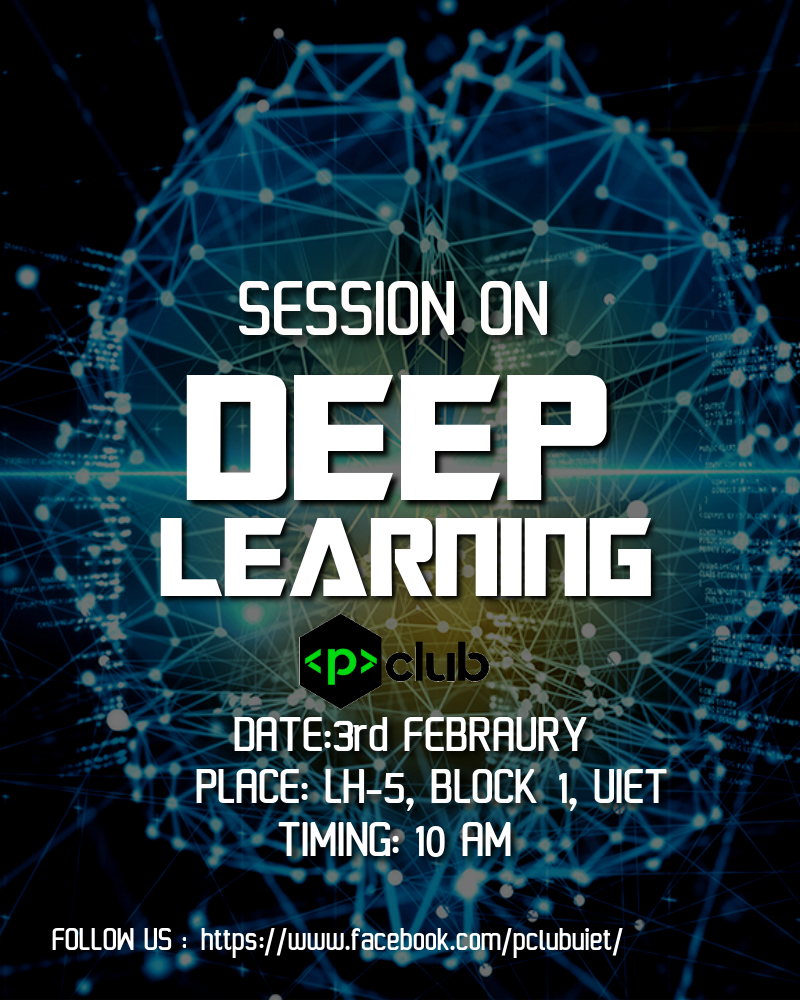 SESSION ON
DEEP
LEARNING
<p> club
DATE:3rd FEBRAURY
PLACE: LH-5, BLOCK 1, UIET
TIMING: 10 AM
FOLLOW US : https://www.facebook.com/pclubuiet/